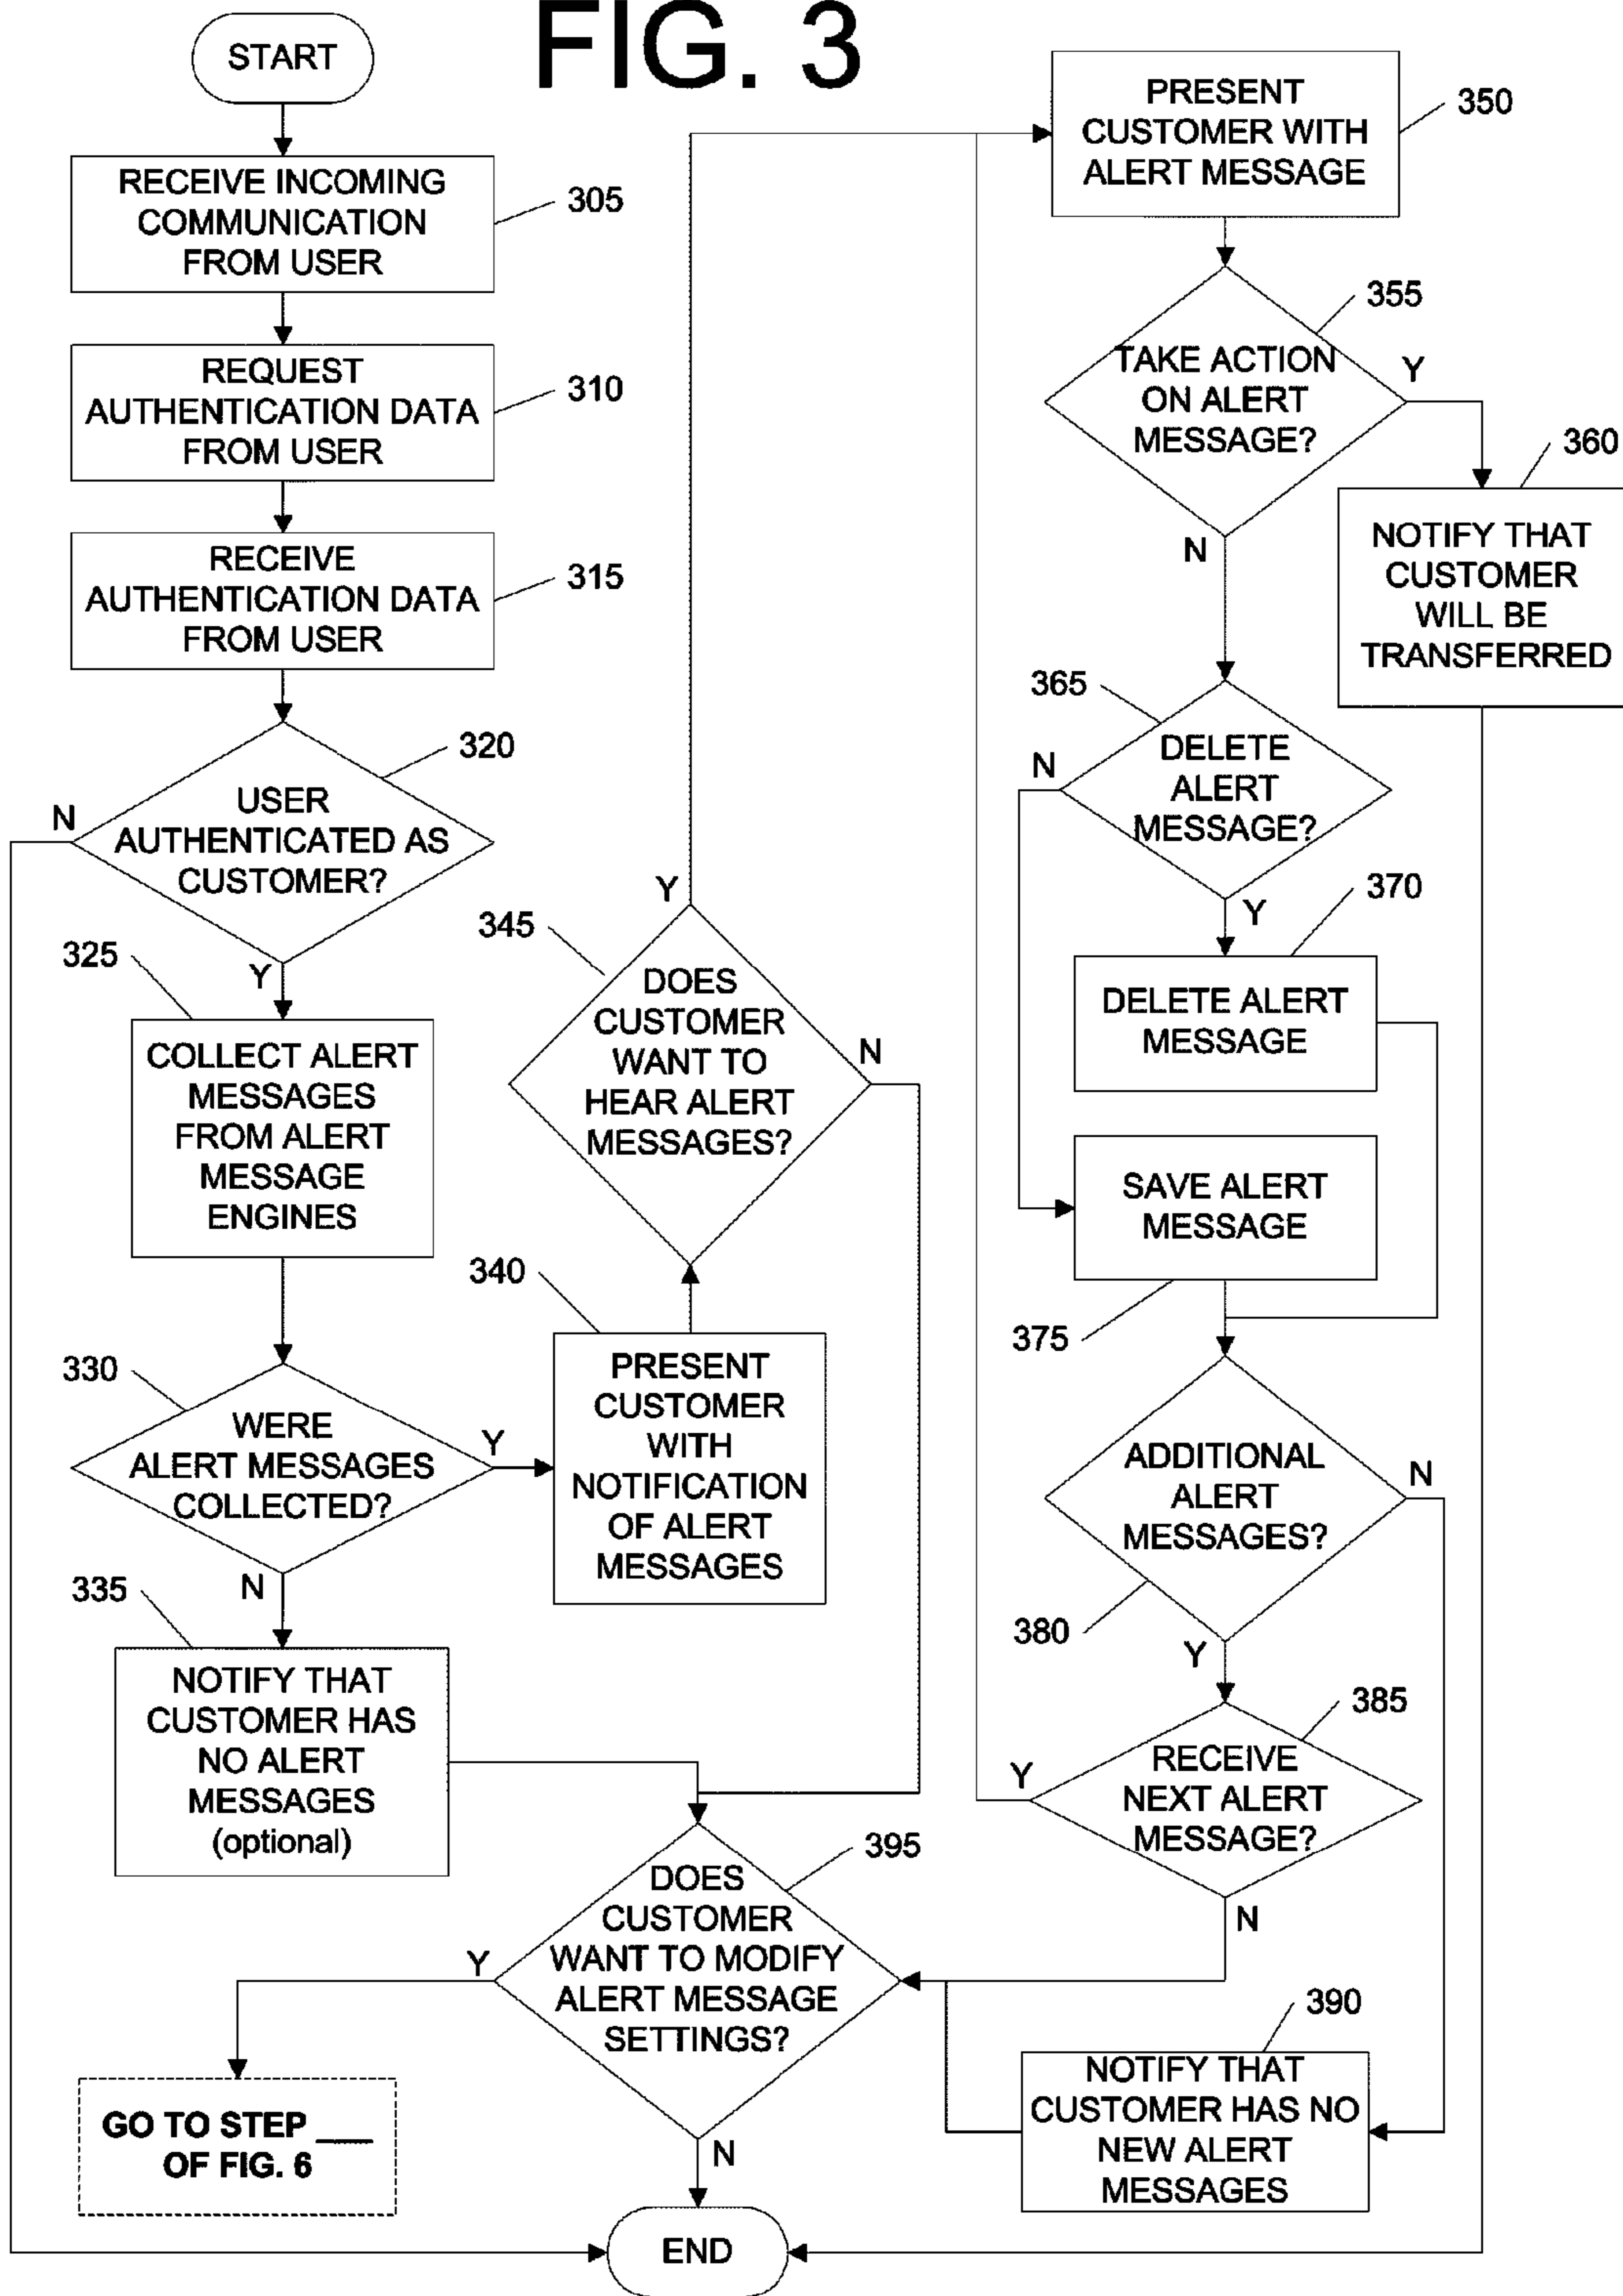 FIG. 3
START
RECEIVE INCOMING
COMMUNICATION
FROM USER
305
REQUEST
AUTHENTICATION DATA
FROM USER
310
RECEIVE
AUTHENTICATION DATA
FROM USER
315
320
USER
AUTHENTICATED AS
CUSTOMER?
N
Y
325
COLLECT ALERT
MESSAGES
FROM ALERT
MESSAGE
ENGINES
330
WERE
ALERT MESSAGES
COLLECTED?
Y
N
335
NOTIFY THAT
CUSTOMER HAS
NO ALERT
MESSAGES
(optional)
340
PRESENT
CUSTOMER
WITH
NOTIFICATION
OF ALERT
MESSAGES
345
DOES
CUSTOMER
WANT TO
HEAR ALERT
MESSAGES?
Y
N
350
PRESENT
CUSTOMER WITH
ALERT MESSAGE
355
TAKE ACTION
ON ALERT
MESSAGE?
Y
N
360
NOTIFY THAT
CUSTOMER
WILL BE
TRANSFERRED
365
DELETE
ALERT
MESSAGE?
N
Y
370
DELETE ALERT
MESSAGE
SAVE ALERT
MESSAGE
375
ADDITIONAL
ALERT
MESSAGES?
N
380
Y
385
RECEIVE
NEXT ALERT
MESSAGE?
Y
N
390
NOTIFY THAT
CUSTOMER HAS NO
NEW ALERT
MESSAGES
395
DOES
CUSTOMER
WANT TO MODIFY
ALERT MESSAGE
SETTINGS?
Y
N
GO TO STEP ___
OF FIG. 6
END